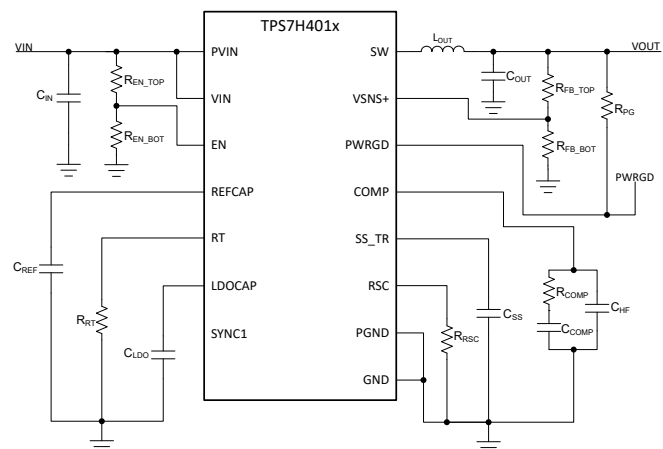 TPS7H401x
VIN
PVIN
SW
L_OUT
VOUT
R_EN_TOP
C_IN
VIN
VSNS+
C_OUT
R_FB_TOP
R_PG
R_EN_BOT
EN
PWRGD
R_FB_BOT
PWRGD
REFCAP
COMP
RT
SS_TR
C_REF
LDOCAP
RSC
R_COMP
C_HF
R_RT
C_SS
C_COMP
SYNC1
PGND
R_RSC
C_LDO
GND